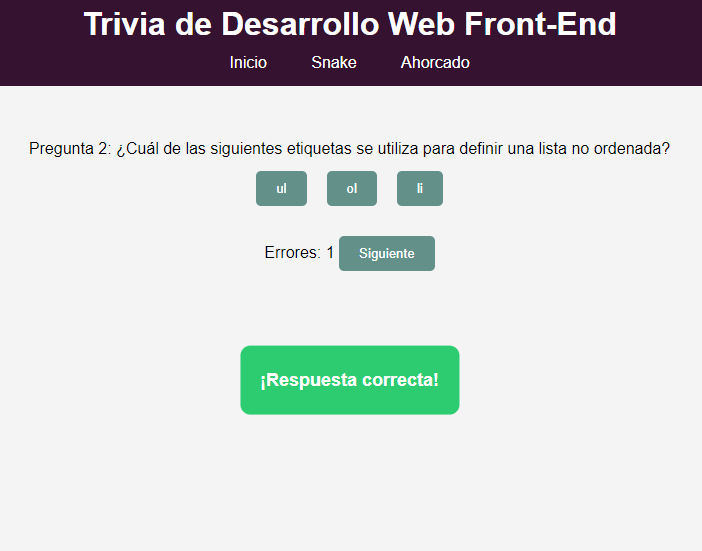 Trivia de Desarrollo Web Front-End
Inicio Snake Ahorcado
Pregunta 2: ¿Cuál de las siguientes etiquetas se utiliza para definir una lista no ordenada?
ul ol li
Errores: 1 Siguiente
¡Respuesta correcta!